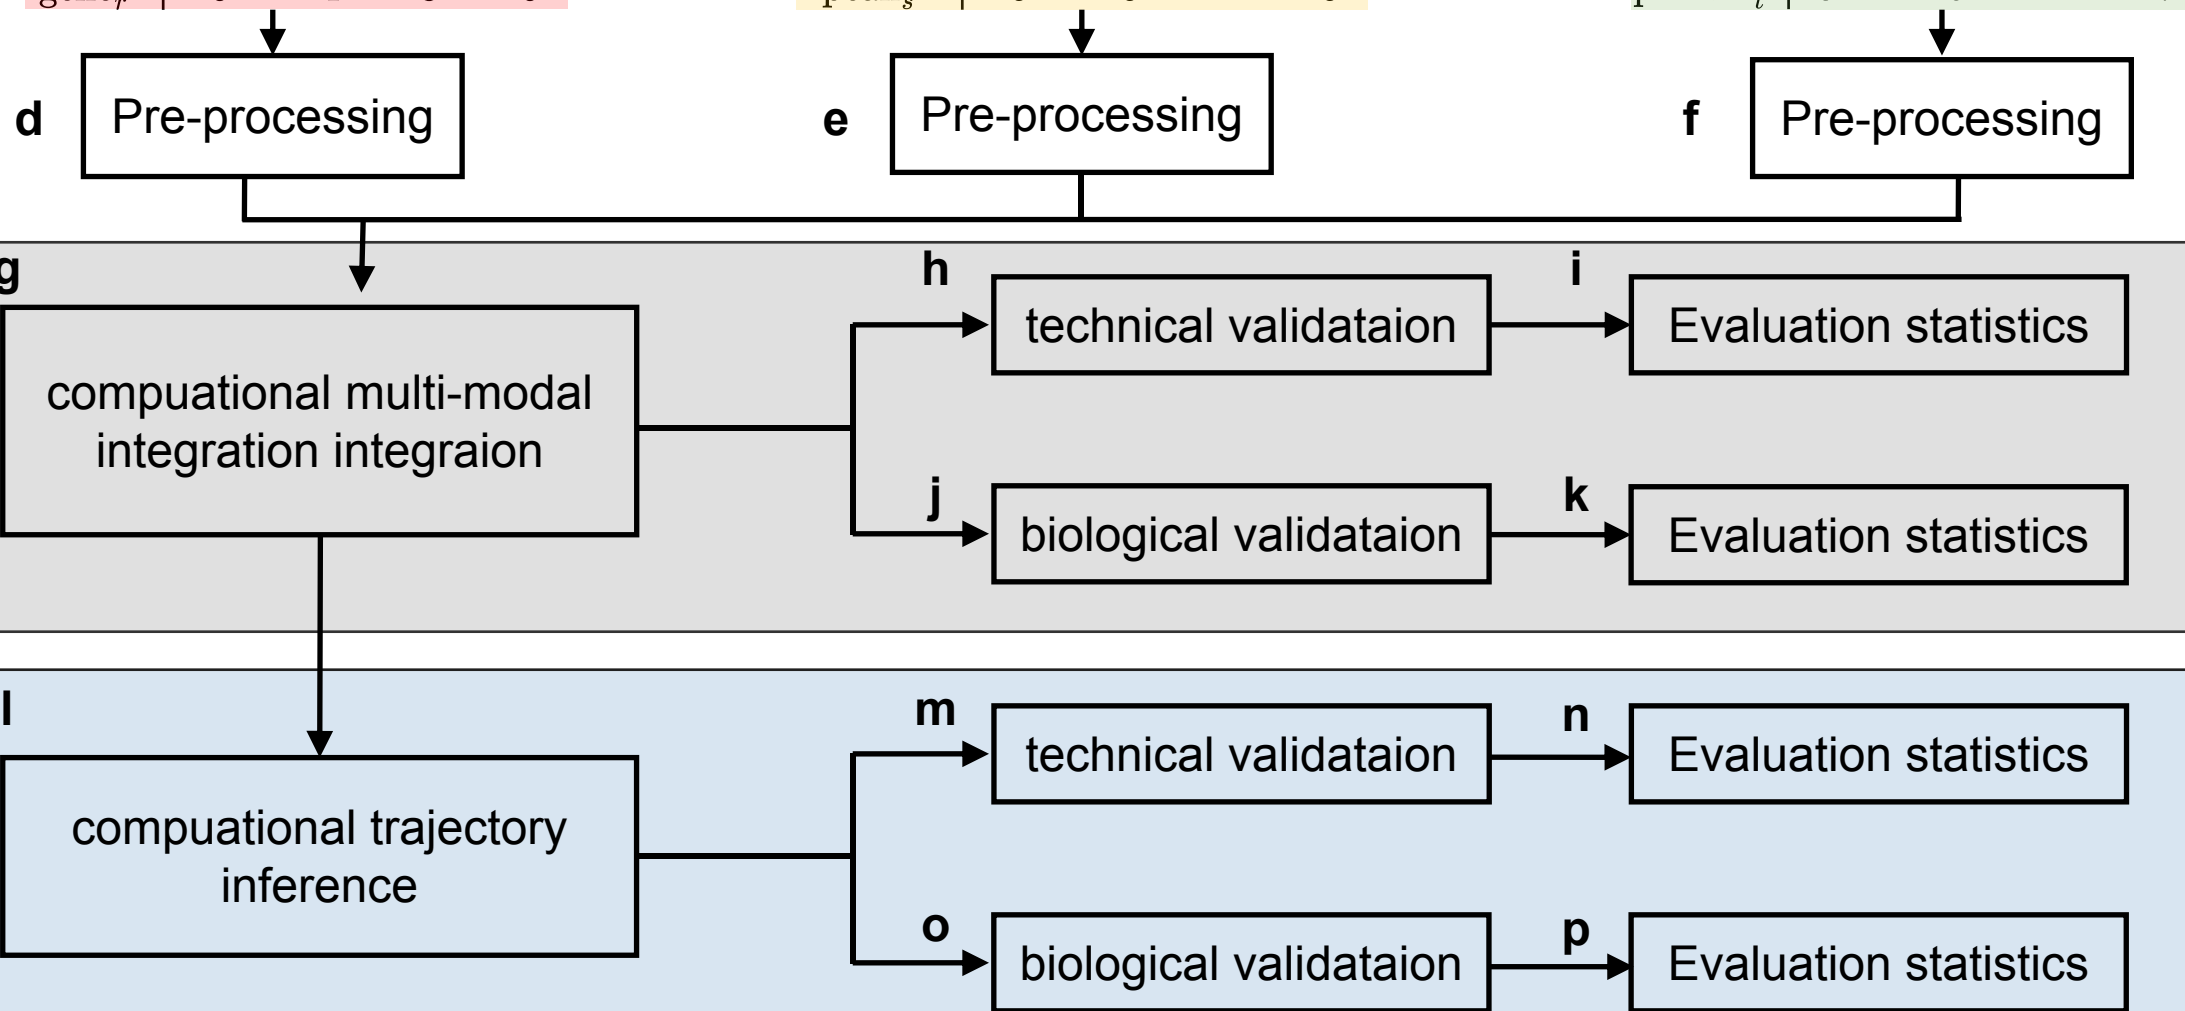 d Pre-processing
e Pre-processing
f Pre-processing
g
h
i
technical validataion
Evaluation statistics
compuational multi-modal
integration integraion
j
k
biological validataion
Evaluation statistics
l
m
n
technical validataion
Evaluation statistics
compuational trajectory
inference
o
p
biological validataion
Evaluation statistics